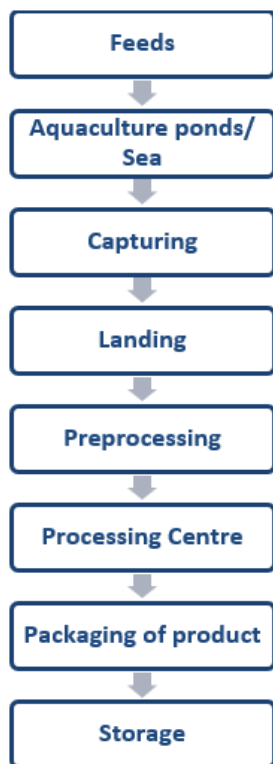 Feeds
Aquaculture ponds/
Sea
Capturing
Landing
Preprocessing
Processing Centre
Packaging of product
Storage